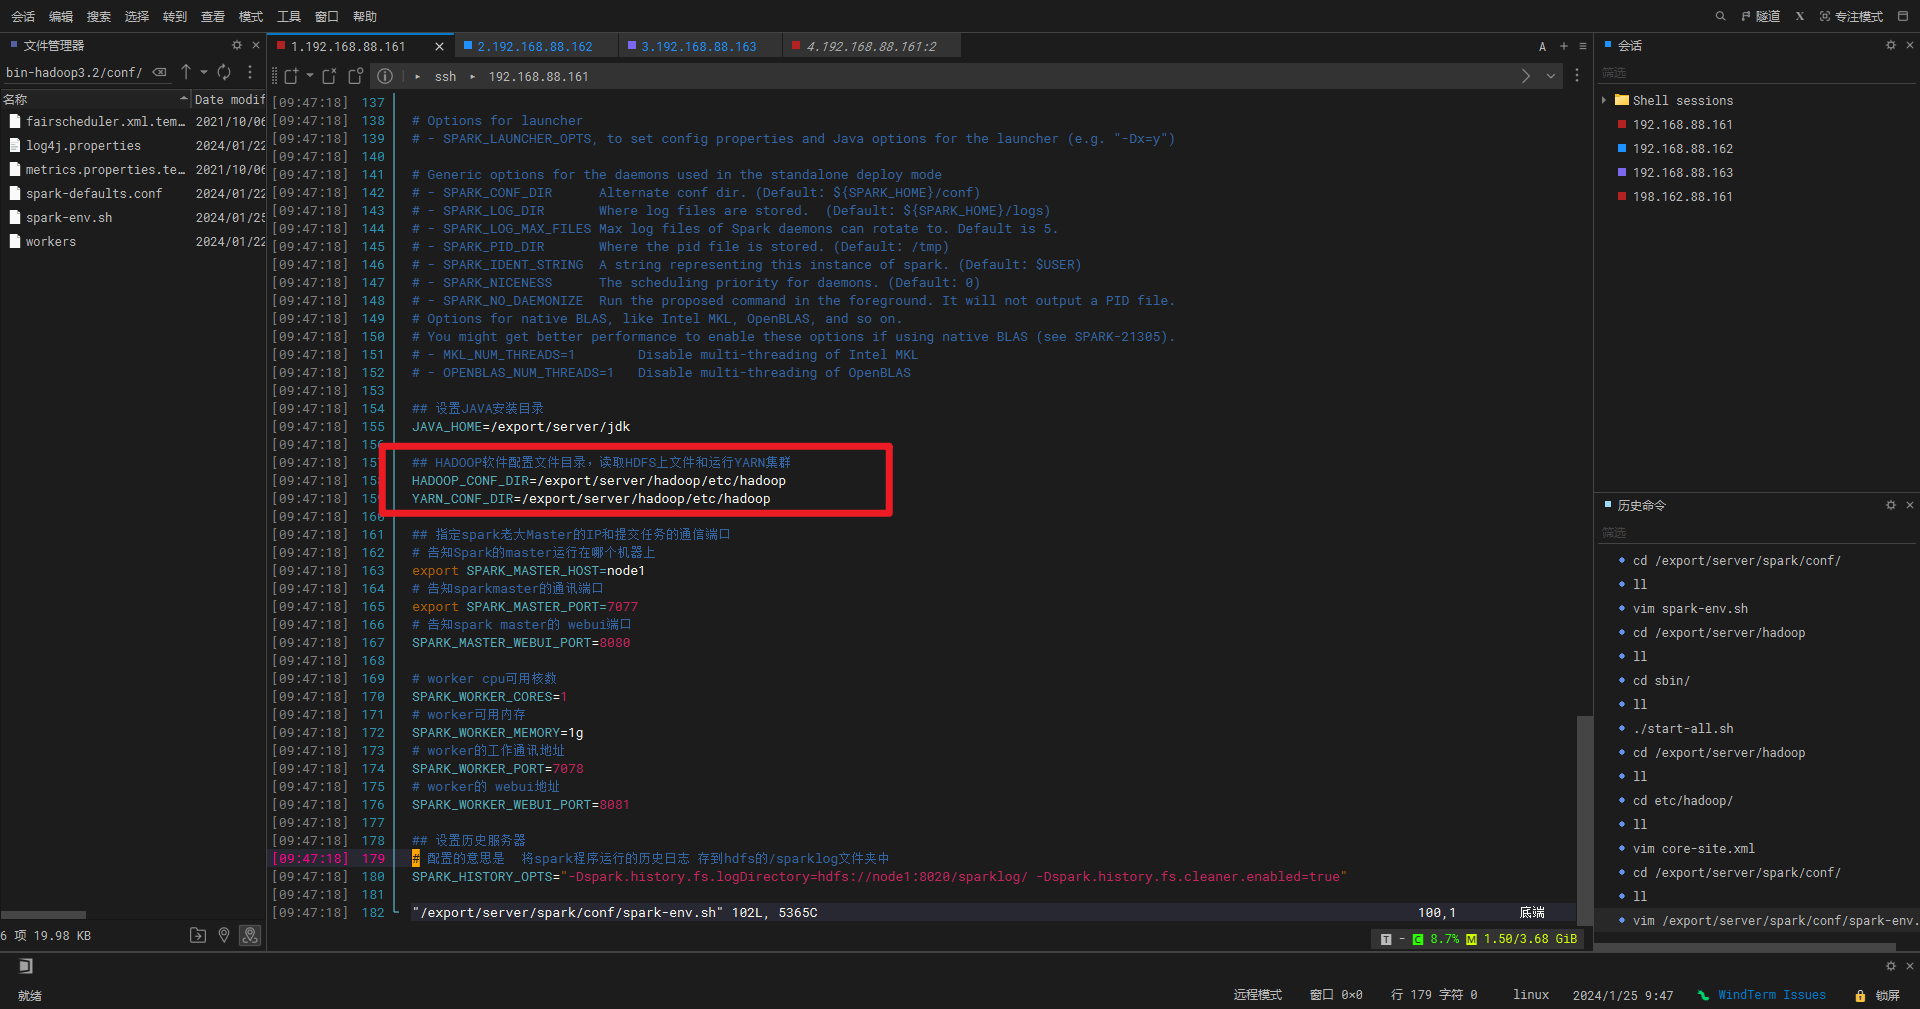 会话 编辑 搜索 选择 转到 查看 模式 工具 窗口 帮助
隧道 X 专注模式
文件管理器
bin-hadoop3.2/conf/
名称 Date modif
fairscheduler.xml.tem… 2021/10/06
log4j.properties 2024/01/22
metrics.properties.te… 2021/10/06
spark-defaults.conf 2024/01/22
spark-env.sh 2024/01/25
workers 2024/01/22
6 项 19.98 KB
1.192.168.88.161 2.192.168.88.162 3.192.168.88.163 4.192.168.88.161:2 A
ssh 192.168.88.161
[09:47:18] 137
[09:47:18] 138 # Options for launcher
[09:47:18] 139 # - SPARK_LAUNCHER_OPTS, to set config properties and Java options for the launcher (e.g. "-Dx=y")
[09:47:18] 140
[09:47:18] 141 # Generic options for the daemons used in the standalone deploy mode
[09:47:18] 142 # - SPARK_CONF_DIR Alternate conf dir. (Default: ${SPARK_HOME}/conf)
[09:47:18] 143 # - SPARK_LOG_DIR Where log files are stored. (Default: ${SPARK_HOME}/logs)
[09:47:18] 144 # - SPARK_LOG_MAX_FILES Max log files of Spark daemons can rotate to. Default is 5.
[09:47:18] 145 # - SPARK_PID_DIR Where the pid file is stored. (Default: /tmp)
[09:47:18] 146 # - SPARK_IDENT_STRING A string representing this instance of spark. (Default: $USER)
[09:47:18] 147 # - SPARK_NICENESS The scheduling priority for daemons. (Default: 0)
[09:47:18] 148 # - SPARK_NO_DAEMONIZE Run the proposed command in the foreground. It will not output a PID file.
[09:47:18] 149 # Options for native BLAS, like Intel MKL, OpenBLAS, and so on.
[09:47:18] 150 # You might get better performance to enable these options if using native BLAS (see SPARK-21305).
[09:47:18] 151 # - MKL_NUM_THREADS=1 Disable multi-threading of Intel MKL
[09:47:18] 152 # - OPENBLAS_NUM_THREADS=1 Disable multi-threading of OpenBLAS
[09:47:18] 153
[09:47:18] 154 ## 设置JAVA安装目录
[09:47:18] 155 JAVA_HOME=/export/server/jdk
[09:47:18] 156
[09:47:18] 157 ## HADOOP软件配置文件目录，读取HDFS上文件和运行YARN集群
[09:47:18] 158 HADOOP_CONF_DIR=/export/server/hadoop/etc/hadoop
[09:47:18] 159 YARN_CONF_DIR=/export/server/hadoop/etc/hadoop
[09:47:18] 160
[09:47:18] 161 ## 指定spark老大Master的IP和提交任务的通信端口
[09:47:18] 162 # 告知Spark的master运行在哪个机器上
[09:47:18] 163 export SPARK_MASTER_HOST=node1
[09:47:18] 164 # 告知sparkmaster的通讯端口
[09:47:18] 165 export SPARK_MASTER_PORT=7077
[09:47:18] 166 # 告知spark master的 webui端口
[09:47:18] 167 SPARK_MASTER_WEBUI_PORT=8080
[09:47:18] 168
[09:47:18] 169 # worker cpu可用核数
[09:47:18] 170 SPARK_WORKER_CORES=1
[09:47:18] 171 # worker可用内存
[09:47:18] 172 SPARK_WORKER_MEMORY=1g
[09:47:18] 173 # worker的工作通讯地址
[09:47:18] 174 SPARK_WORKER_PORT=7078
[09:47:18] 175 # worker的 webui地址
[09:47:18] 176 SPARK_WORKER_WEBUI_PORT=8081
[09:47:18] 177
[09:47:18] 178 ## 设置历史服务器
[09:47:18] 179 # 配置的意思是 将spark程序运行的历史日志 存到hdfs的/sparklog文件夹中
[09:47:18] 180 SPARK_HISTORY_OPTS="-Dspark.history.fs.logDirectory=hdfs://node1:8020/sparklog/ -Dspark.history.fs.cleaner.enabled=true"
[09:47:18] 181
[09:47:18] 182 "/export/server/spark/conf/spark-env.sh" 102L, 5365C 100,1 底端
T - C 8.7% M 1.50/3.68 GiB
会话
筛选
Shell sessions
192.168.88.161
192.168.88.162
192.168.88.163
198.162.88.161
历史命令
筛选
cd /export/server/spark/conf/
ll
vim spark-env.sh
cd /export/server/hadoop
ll
cd sbin/
ll
./start-all.sh
cd /export/server/hadoop
ll
cd etc/hadoop/
ll
vim core-site.xml
cd /export/server/spark/conf/
ll
vim /export/server/spark/conf/spark-env.
就绪 远程模式 窗口 0×0 行 179 字符 0 linux 2024/1/25 9:47 WindTerm Issues 锁屏